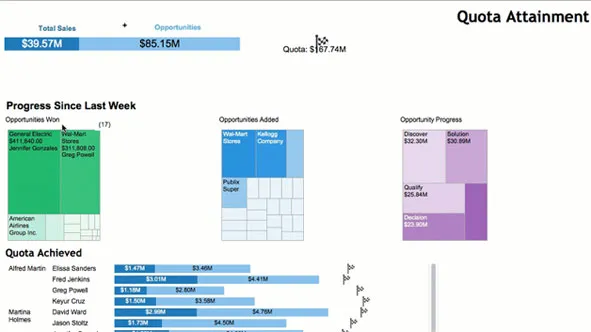 Quota Attainment
Total Sales + Opportunities
$39.57M $85.15M
Quota: $167.74M
Progress Since Last Week
Opportunities Won (17)
General Electric
$411,840.00
Jennifer Gonzales
Wal-Mart
Stores
$311,808.00
Greg Powell
American
Airlines
Group Inc.
Opportunities Added
Wal-Mart
Stores
Kellogg
Company
Publix
Super
Opportunity Progress
Discover
$32.30M
Solution
$30.89M
Qualify
$25.84M
Decision
$23.90M
Quota Achieved
Alfred Martin Elissa Sanders $1.47M $3.46M
Fred Jenkins $3.01M $4.41M
Greg Powell $1.18M $2.80M
Keyur Cruz $1.50M $3.58M
Martina
Holmes
David Ward $2.99M $4.76M
Jason Stoltz $1.73M $4.50M